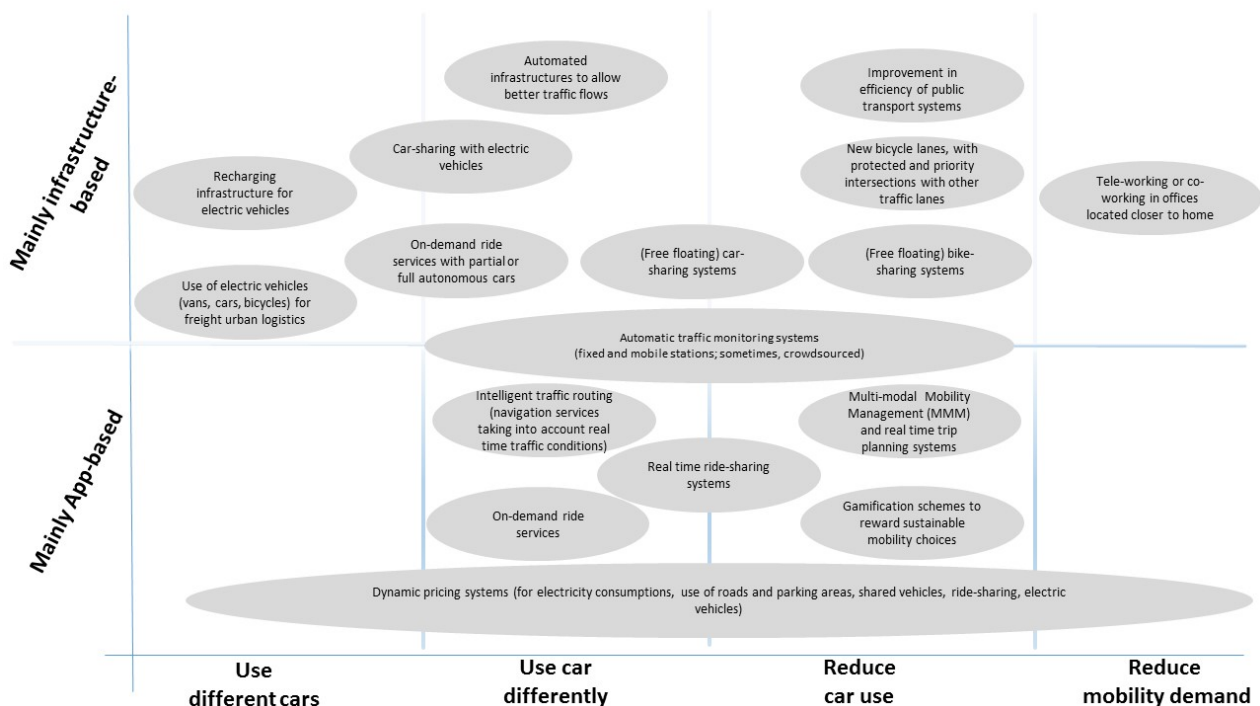 Mainly infrastructure-
based
Automated
infrastructures to allow
better traffic flows
Improvement in
efficiency of public
transport systems
Car-sharing with electric
vehicles
New bicycle lanes, with
protected and priority
intersections with other
traffic lanes
Recharging
infrastructure for
electric vehicles
Tele-working or co-
working in offices
located closer to home
On-demand ride
services with partial or
full autonomous cars
(Free floating) car-
sharing systems
(Free floating) bike-
sharing systems
Use of electric vehicles
(vans, cars, bicycles) for
freight urban logistics
Automatic traffic monitoring systems
(fixed and mobile stations; sometimes, crowdsourced)
Mainly App-based
Intelligent traffic routing
(navigation services
taking into account real
time traffic conditions)
Multi-modal Mobility
Management (MMM)
and real time trip
planning systems
Real time ride-sharing
systems
On-demand ride
services
Gamification schemes to
reward sustainable
mobility choices
Dynamic pricing systems (for electricity consumptions, use of roads and parking areas, shared vehicles, ride-sharing, electric
vehicles)
Use
different cars
Use car
differently
Reduce
car use
Reduce
mobility demand